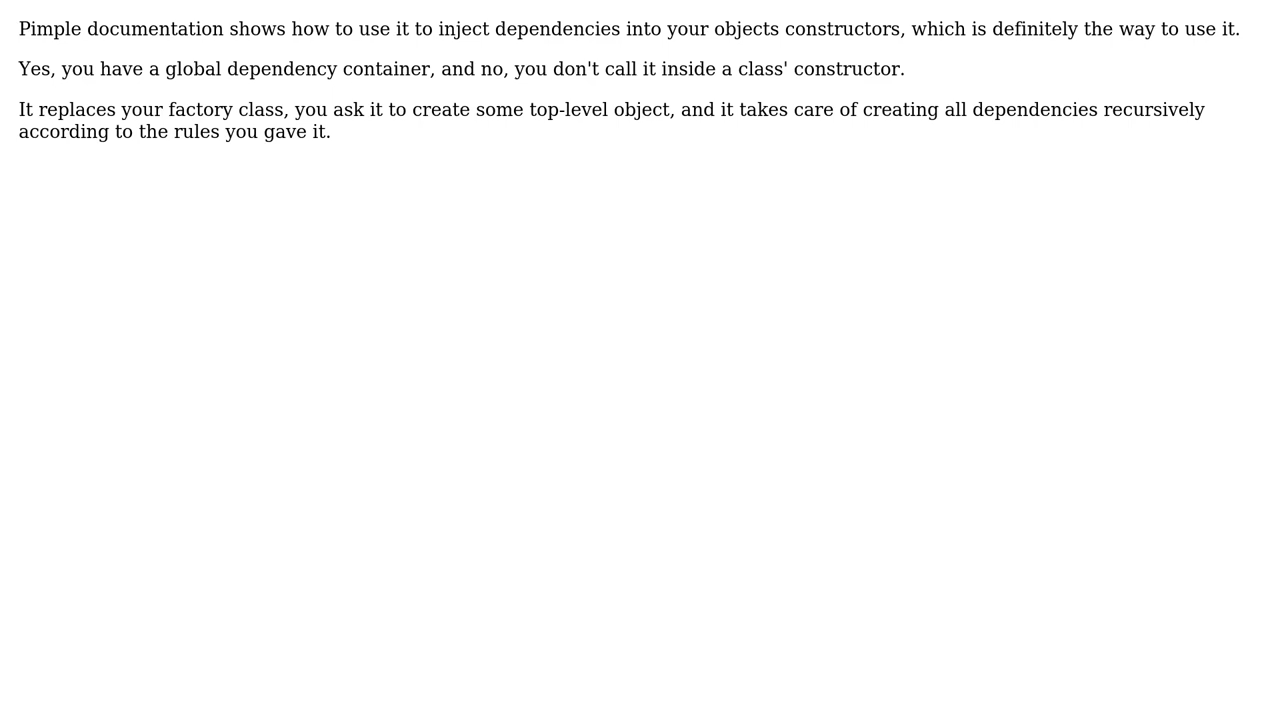 Pimple documentation shows how to use it to inject dependencies into your objects constructors, which is definitely the way to use it.
Yes, you have a global dependency container, and no, you don't call it inside a class' constructor.
It replaces your factory class, you ask it to create some top-level object, and it takes care of creating all dependencies recursively
according to the rules you gave it.